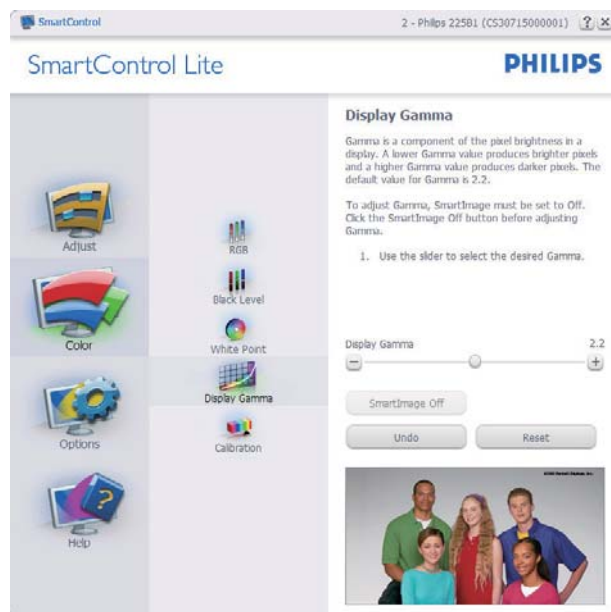 SmartControl
2 - Philips 225B1 (CS30715000001)
? X
SmartControl Lite
PHILIPS
Adjust
Color
Options
Help
RGB
Black Level
White Point
Display Gamma
Calibration
Display Gamma
Gamma is a component of the pixel brightness in a
display. A lower Gamma value produces brighter pixels
and a higher Gamma value produces darker pixels. The
default value for Gamma is 2.2.
To adjust Gamma, SmartImage must be set to Off.
Click the SmartImage Off button before adjusting
Gamma.
1. Use the slider to select the desired Gamma.
Display Gamma 2.2
SmartImage Off
Undo Reset